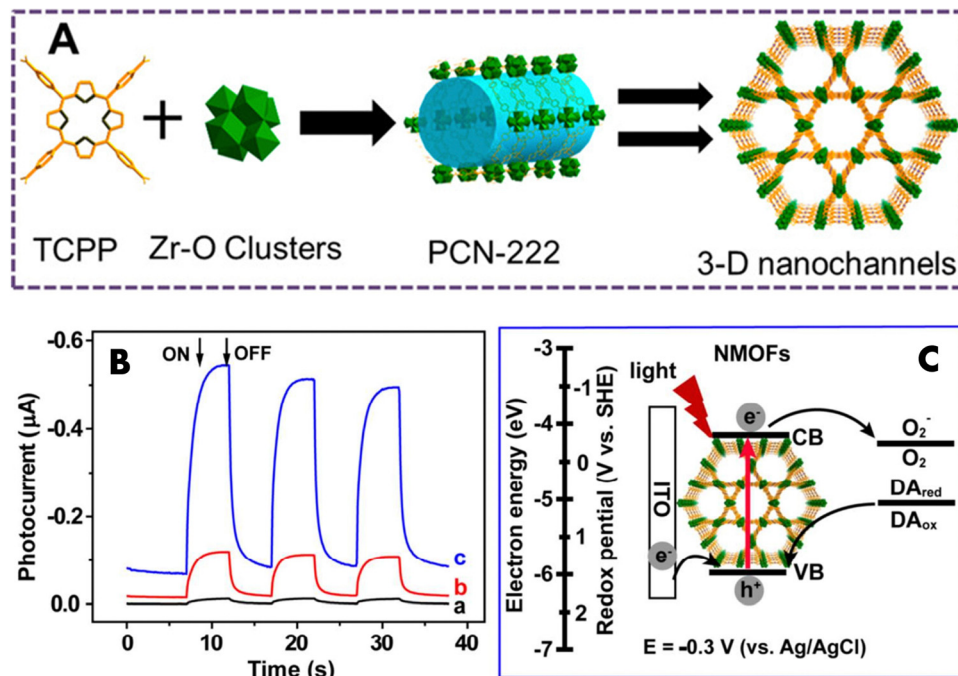 A
TCPP
+
Zr-O Clusters
PCN-222
3-D nanochannels
B
ON
OFF
Photocurrent (μA)
-0.6
-0.4
-0.2
0.0
c
b
a
0
10
20
30
40
Time (s)
C
NMOFs
light
Electron energy (eV)
-3
-4
-5
-6
-7
Redox pential (V vs. SHE)
-1
0
1
2
ITO
e-
e-
CB
VB
h+
O2-
O2
DAred
DAox
E = -0.3 V (vs. Ag/AgCl)